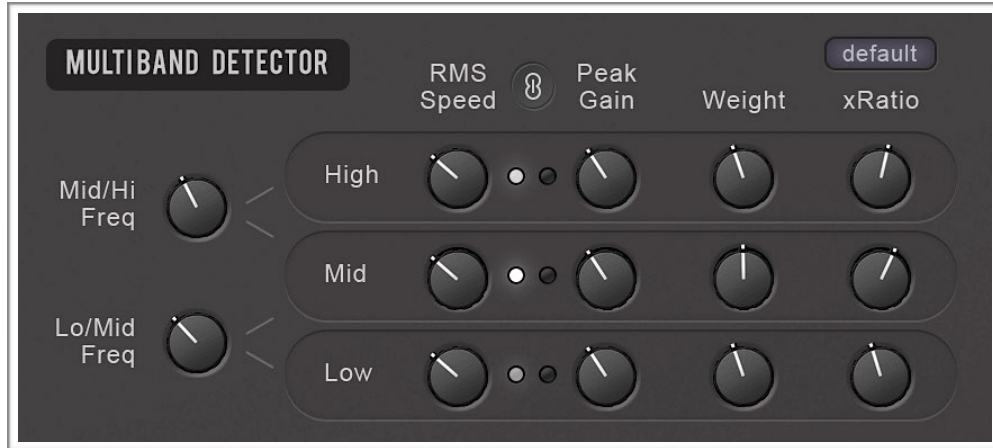 MULTIBAND DETECTOR
default
RMS
Speed
Peak
Gain
Weight
xRatio
High
Mid/Hi
Freq
Mid
Lo/Mid
Freq
Low